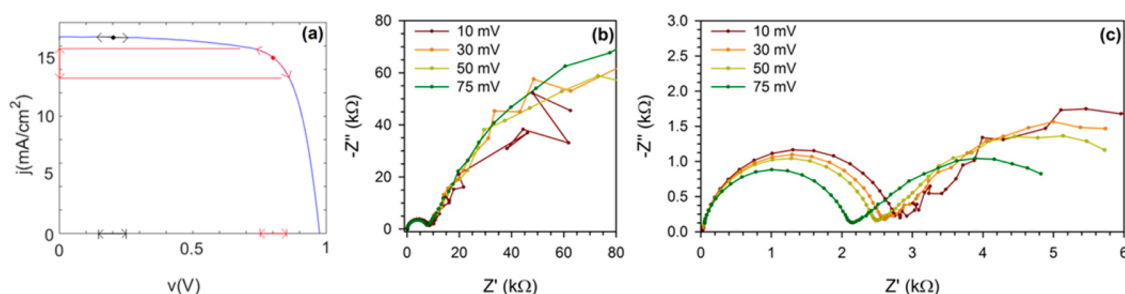 (a)
j(mA/cm²)
15
10
5
0
0
0.5
1
v(V)
(b)
10 mV
30 mV
50 mV
75 mV
-Z'' (kΩ)
80
60
40
20
0
0 20 40 60 80
Z' (kΩ)
(c)
10 mV
30 mV
50 mV
75 mV
-Z'' (kΩ)
3.0
2.5
2.0
1.5
1.0
0.5
0.0
0 1 2 3 4 5 6
Z' (kΩ)